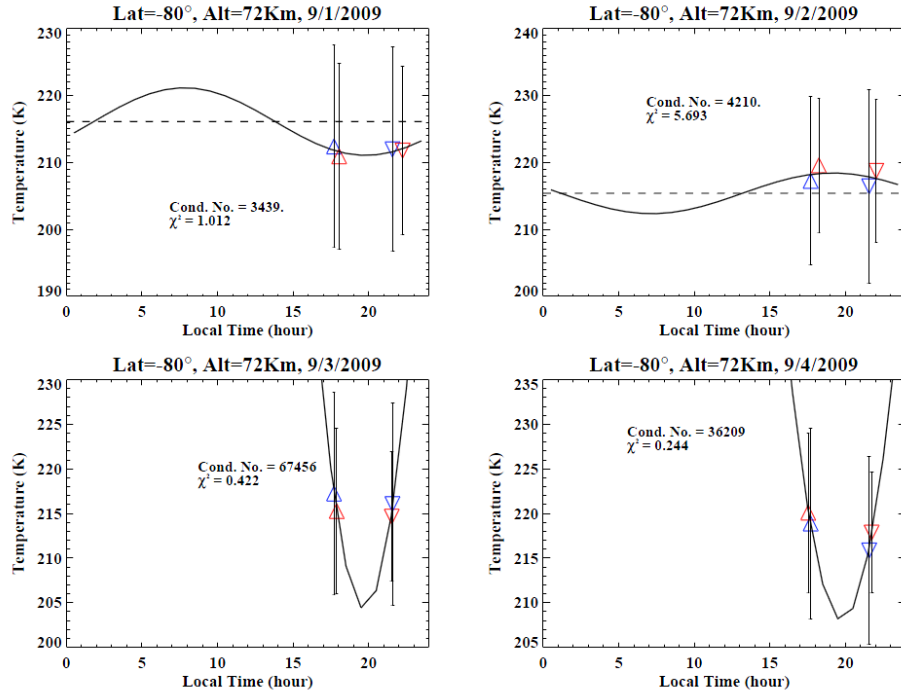 Lat=-80°, Alt=72Km, 9/1/2009
230
220
210
200
190
Temperature (K)
Cond. No. = 3439.
χ² = 1.012
0 5 10 15 20
Local Time (hour)
Lat=-80°, Alt=72Km, 9/2/2009
240
230
220
210
200
Temperature (K)
Cond. No. = 4210.
χ² = 5.693
0 5 10 15 20
Local Time (hour)
Lat=-80°, Alt=72Km, 9/3/2009
230
225
220
215
210
205
200
Temperature (K)
Cond. No. = 67456
χ² = 0.422
0 5 10 15 20
Local Time (hour)
Lat=-80°, Alt=72Km, 9/4/2009
235
230
225
220
215
210
205
Temperature (K)
Cond. No. = 36209
χ² = 0.244
0 5 10 15 20
Local Time (hour)